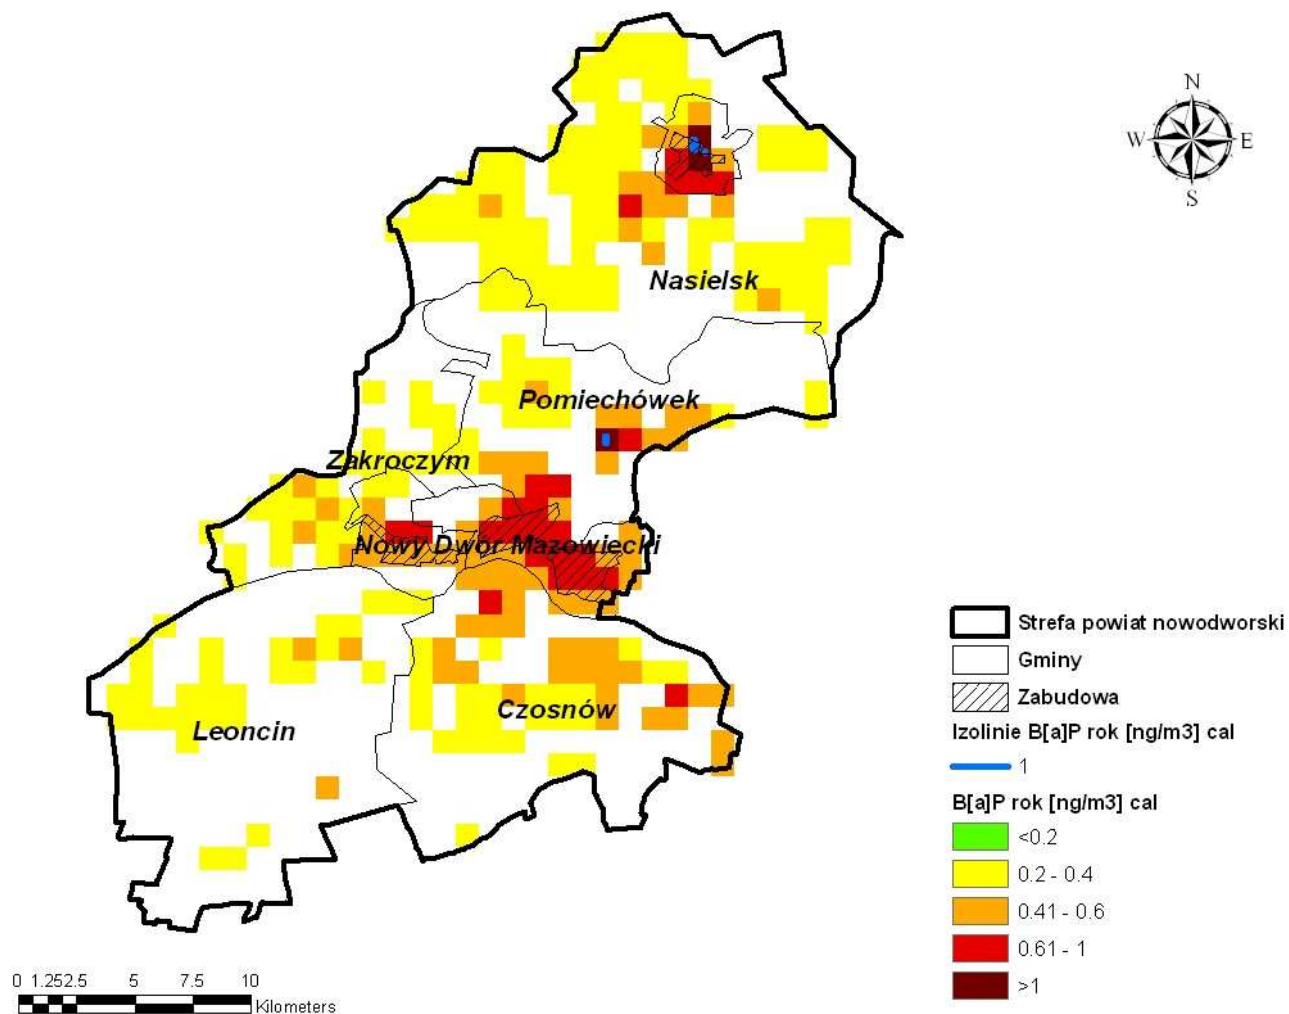 N
W E
S
Nasielsk
Pomiechówek
Zakroczym
Nowy Dwór Mazowiecki
Czosnów
Leoncin
Strefa powiat nowodworski
Gminy
Zabudowa
Izolinie B[a]P rok [ng/m3] cal
1
B[a]P rok [ng/m3] cal
<0.2
0.2 - 0.4
0.41 - 0.6
0.61 - 1
>1
0 1.252.5 5 7.5 10
Kilometers